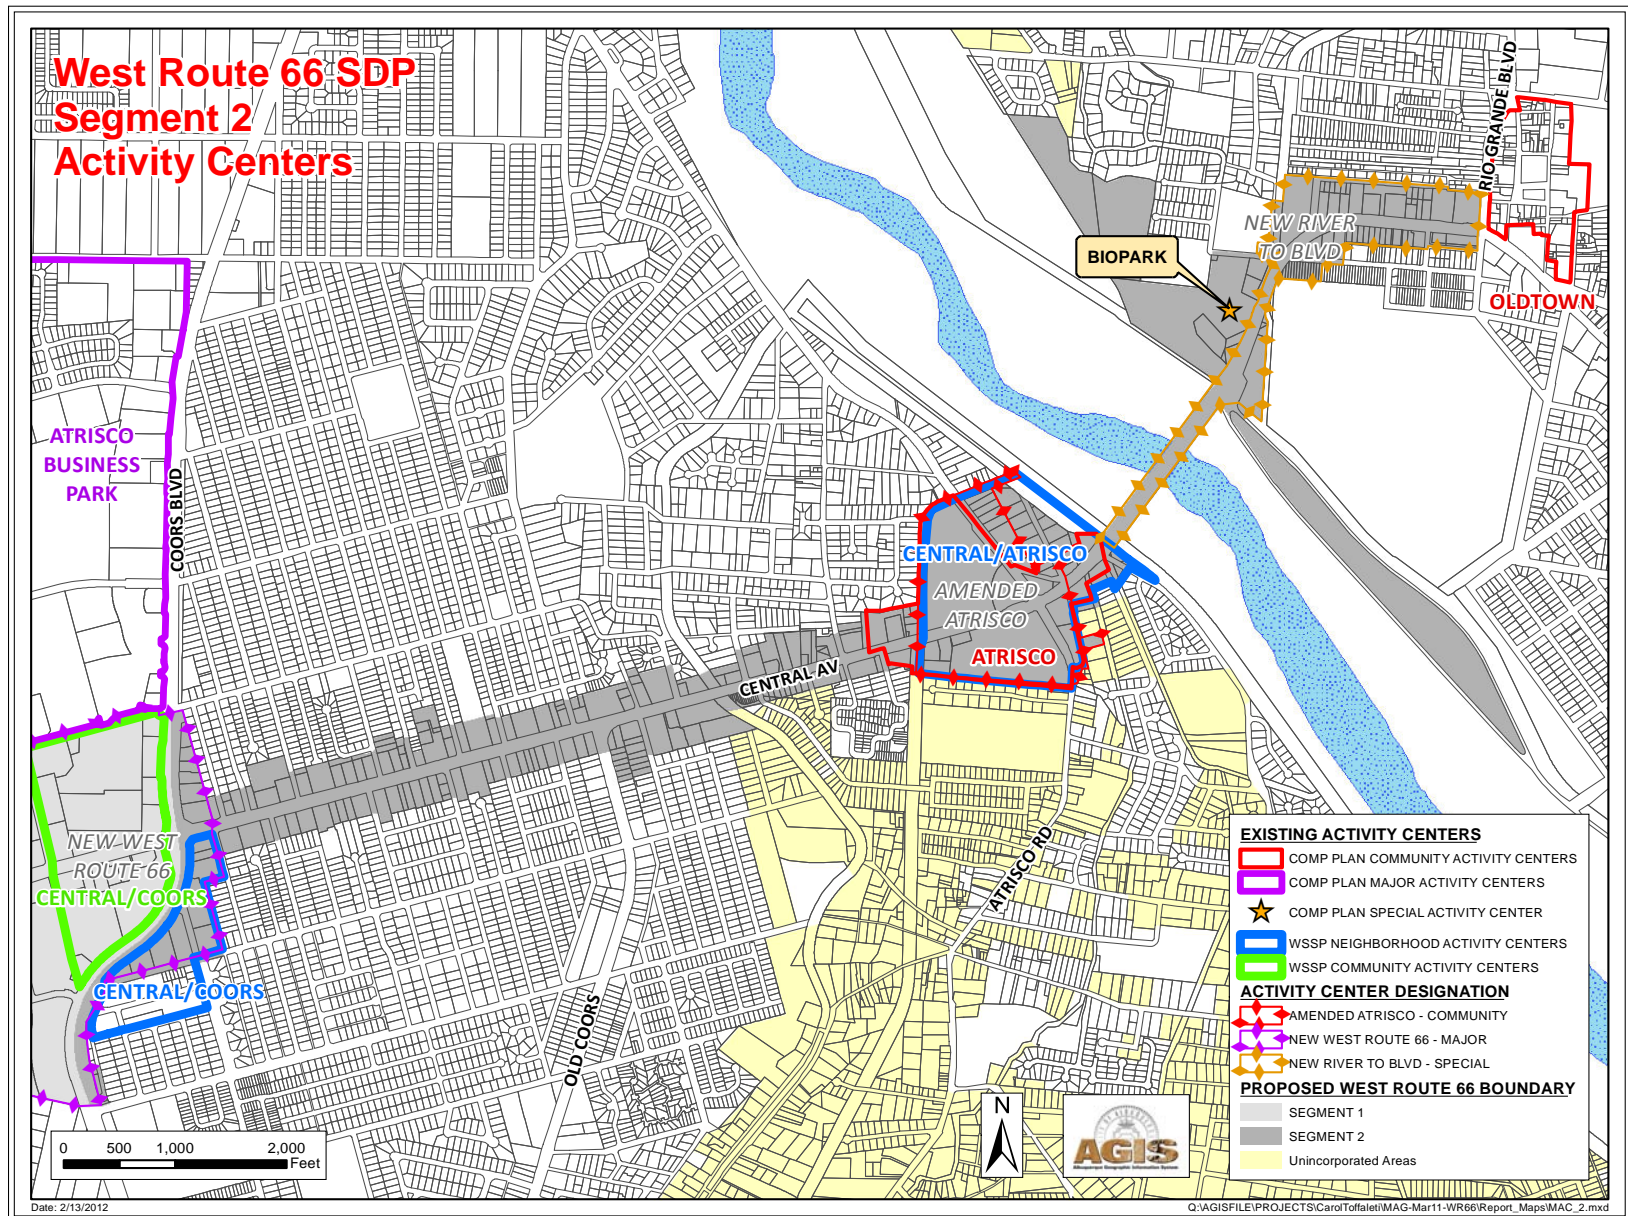 West Route 66 SDP
Segment 2
Activity Centers
RIO GRANDE BLVD
NEW RIVER
TO BLVD
BIOPARK
OLDTOWN
ATRISCO
BUSINESS
PARK
COORS BLVD
CENTRAL/ATRISCO
AMENDED
ATRISCO
ATRISCO
CENTRAL AV
NEW WEST
ROUTE 66
CENTRAL/COORS
CENTRAL/COORS
ATRISCO RD
OLD COORS
EXISTING ACTIVITY CENTERS
COMP PLAN COMMUNITY ACTIVITY CENTERS
COMP PLAN MAJOR ACTIVITY CENTERS
COMP PLAN SPECIAL ACTIVITY CENTER
WSSP NEIGHBORHOOD ACTIVITY CENTERS
WSSP COMMUNITY ACTIVITY CENTERS
ACTIVITY CENTER DESIGNATION
AMENDED ATRISCO - COMMUNITY
NEW WEST ROUTE 66 - MAJOR
NEW RIVER TO BLVD - SPECIAL
PROPOSED WEST ROUTE 66 BOUNDARY
SEGMENT 1
SEGMENT 2
Unincorporated Areas
N
AGIS
Albuquerque Geographic Information System
0 500 1,000 2,000
Feet
Date: 2/13/2012
Q:\AGISFILE\PROJECTS\CarolToffaleti\MAG-Mar11-WR66\Report_Maps\MAC_2.mxd